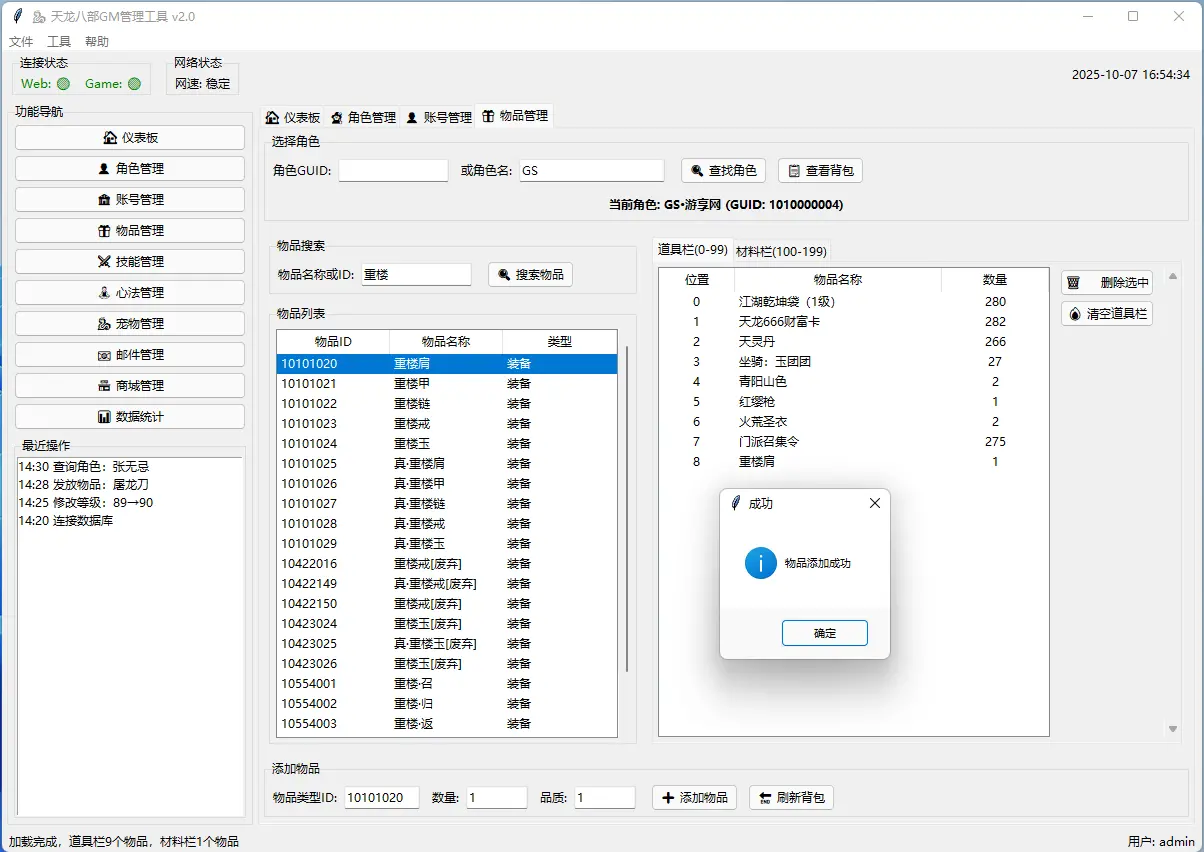 天龙八部GM管理工具 v2.0
文件 工具 帮助
连接状态
Web: Game:
网络状态
网速: 稳定
2025-10-07 16:54:34
功能导航
仪表板
角色管理
账号管理
物品管理
技能管理
心法管理
宠物管理
邮件管理
商城管理
数据统计
最近操作
14:30 查询角色：张无忌
14:28 发放物品：屠龙刀
14:25 修改等级：89→90
14:20 连接数据库
仪表板 角色管理 账号管理 物品管理
选择角色
角色GUID: 或角色名: GS 查找角色 查看背包
当前角色: GS•游享网 (GUID: 1010000004)
物品搜索
物品名称或ID: 重楼 搜索物品
物品列表
物品ID 物品名称 类型
10101020 重楼肩 装备
10101021 重楼甲 装备
10101022 重楼链 装备
10101023 重楼戒 装备
10101024 重楼玉 装备
10101025 真·重楼肩 装备
10101026 真·重楼甲 装备
10101027 真·重楼链 装备
10101028 真·重楼戒 装备
10101029 真·重楼玉 装备
10422016 重楼戒[废弃] 装备
10422149 真·重楼戒[废弃] 装备
10422150 重楼戒[废弃] 装备
10423024 重楼玉[废弃] 装备
10423025 真·重楼玉[废弃] 装备
10423026 重楼玉[废弃] 装备
10554001 重楼·召 装备
10554002 重楼·归 装备
10554003 重楼·返 装备
道具栏(0-99) 材料栏(100-199)
位置 物品名称 数量
0 江湖乾坤袋（1级） 280
1 天龙666财富卡 282
2 天灵丹 266
3 坐骑：玉团团 27
4 青阳山色 2
5 红缨枪 1
6 火荒圣衣 2
7 门派召集令 275
8 重楼肩 1
删除选中
清空道具栏
成功
物品添加成功
确定
添加物品
物品类型ID: 10101020 数量: 1 品质: 1 添加物品 刷新背包
加载完成，道具栏9个物品，材料栏1个物品
用户: admin